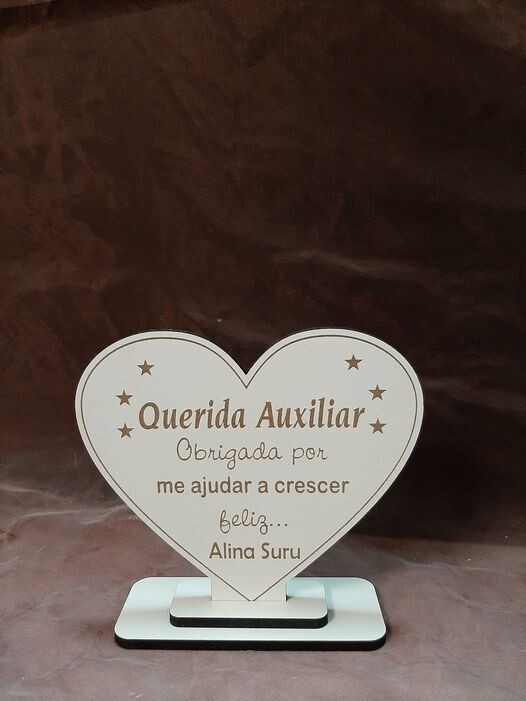 Querida Auxiliar
Obrigada por
me ajudar a crescer
feliz...
Alina Suru